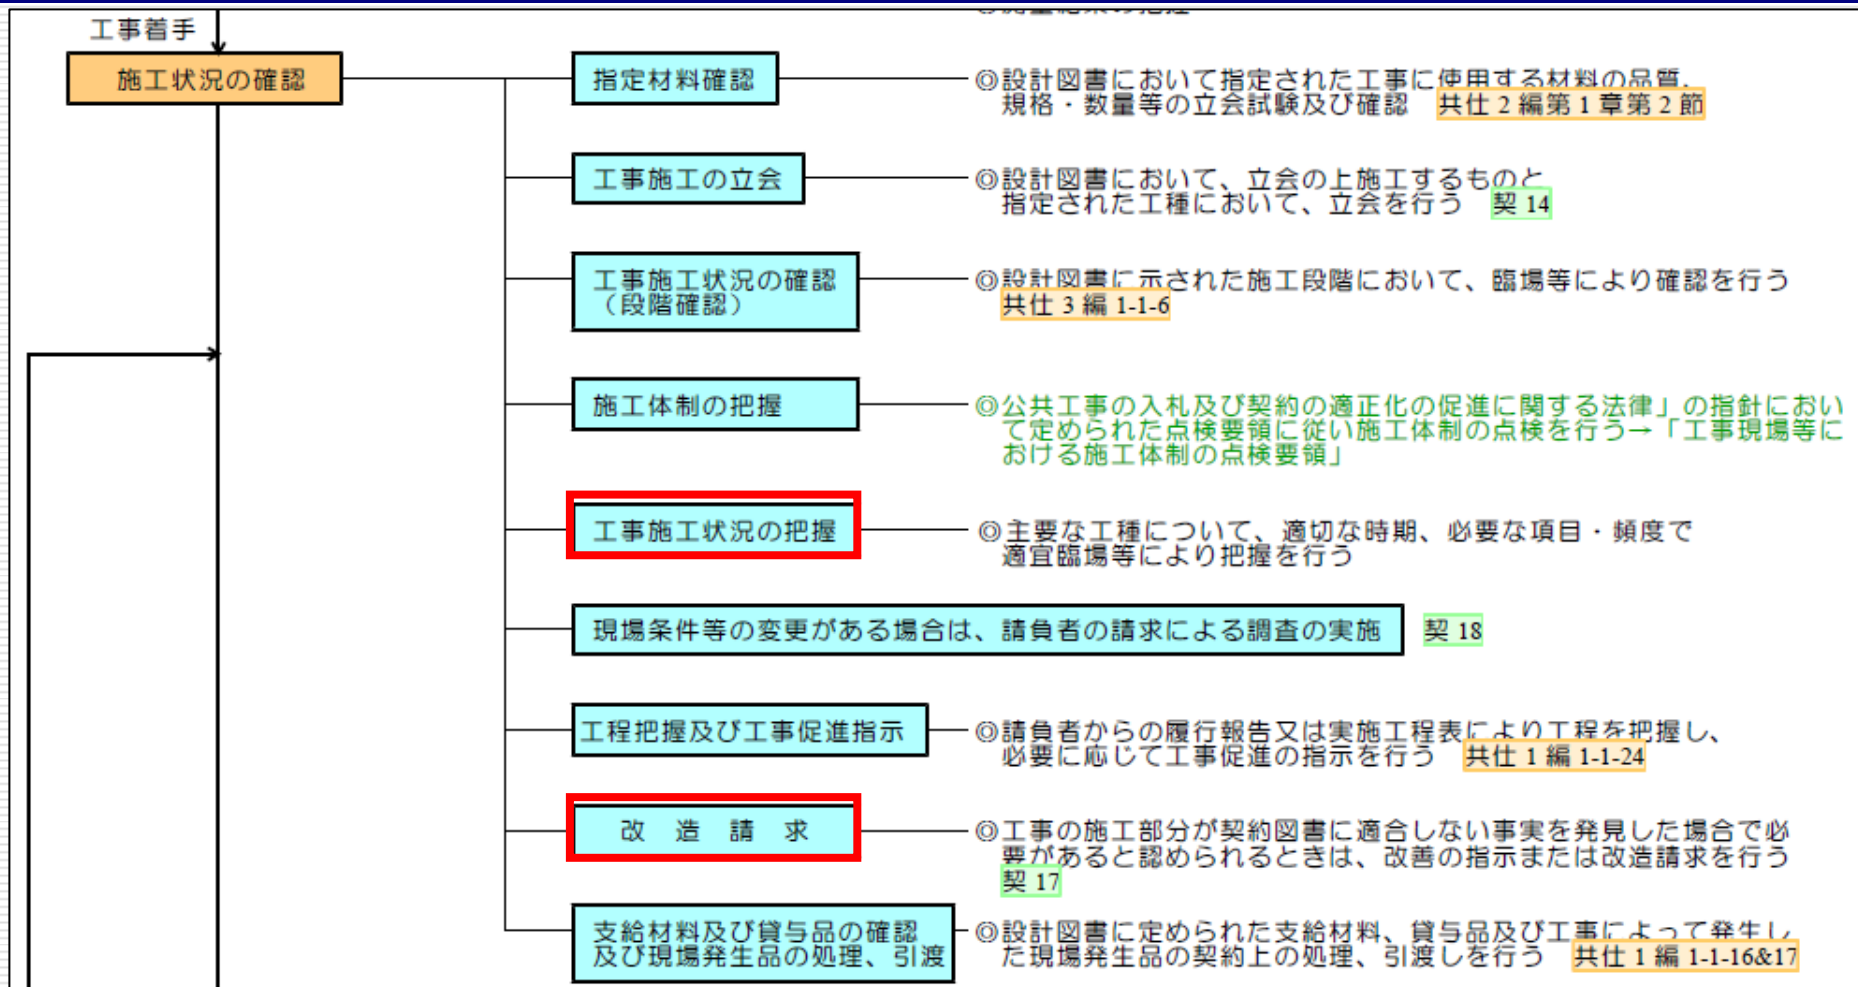 工事着手
施工状況の確認
指定材料確認
◎設計図書において指定された工事に使用する材料の品質、
規格・数量等の立会試験及び確認 共仕２編第１章第２節
工事施工の立会
◎設計図書において、立会の上施工するものと
指定された工種において、立会を行う 契 14
工事施工状況の確認
（段階確認）
◎設計図書に示された施工段階において、臨場等により確認を行う
共仕 3 編 1-1-6
施工体制の把握
◎公共工事の入札及び契約の適正化の促進に関する法律」の指針におい
て定められた点検要領に従い施工体制の点検を行う→「工事現場等に
おける施工体制の点検要領」
工事施工状況の把握
◎主要な工種について、適切な時期、必要な項目・頻度で
適宜臨場等により把握を行う
現場条件等の変更がある場合は、請負者の請求による調査の実施 契 18
工程把握及び工事促進指示
◎請負者からの履行報告又は実施工程表により工程を把握し、
必要に応じて工事促進の指示を行う 共仕 1 編 1-1-24
改　造　請　求
◎工事の施工部分が契約図書に適合しない事実を発見した場合で必
要があると認められるときは、改善の指示または改造請求を行う
契 17
支給材料及び貸与品の確認
及び現場発生品の処理、引渡
◎設計図書に定められた支給材料、貸与品及び工事によって発生し
た現場発生品の契約上の処理、引渡しを行う 共仕 1 編 1-1-16&17